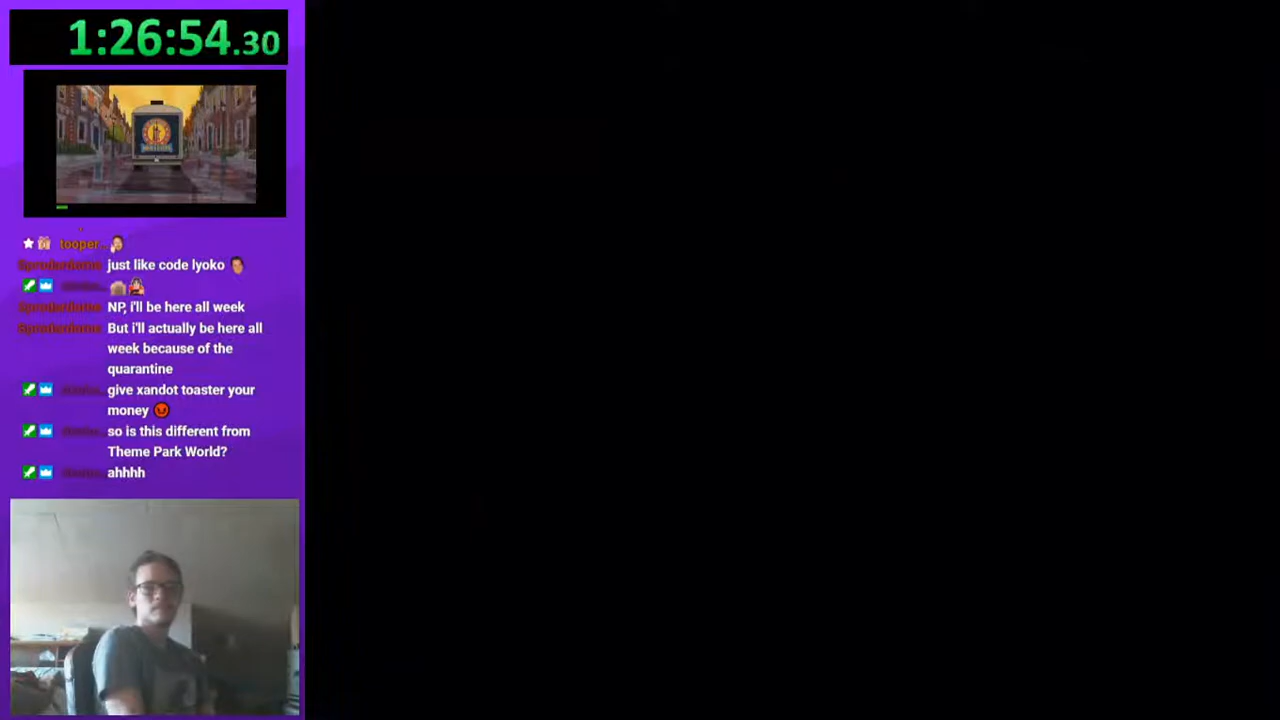 1:26:54.30
tooper...
just like code lyoko
NP, i'll be here all week
But i'll actually be here all
week because of the
quarantine
give xandot toaster your
money
so is this different from
Theme Park World?
ahhhh